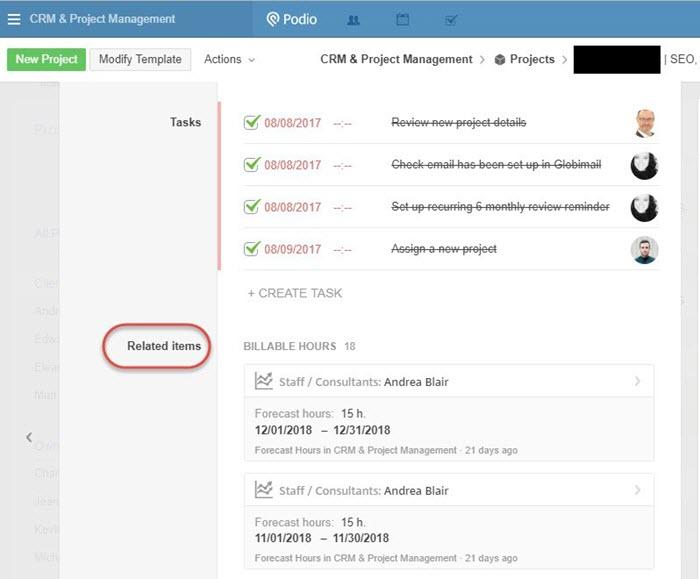 CRM & Project Management
Podio
New Project Modify Template Actions CRM & Project Management > Projects > | SEO,
Tasks
08/08/2017 --:-- Review new project details
08/08/2017 --:-- Check email has been set up in Globimail
08/08/2017 --:-- Set up recurring 6 monthly review reminder
08/09/2017 --:-- Assign a new project
+ CREATE TASK
Related items
BILLABLE HOURS 18
Staff / Consultants: Andrea Blair
Forecast hours: 15 h.
12/01/2018 – 12/31/2018
Forecast Hours in CRM & Project Management · 21 days ago
Staff / Consultants: Andrea Blair
Forecast hours: 15 h.
11/01/2018 – 11/30/2018
Forecast Hours in CRM & Project Management · 21 days ago